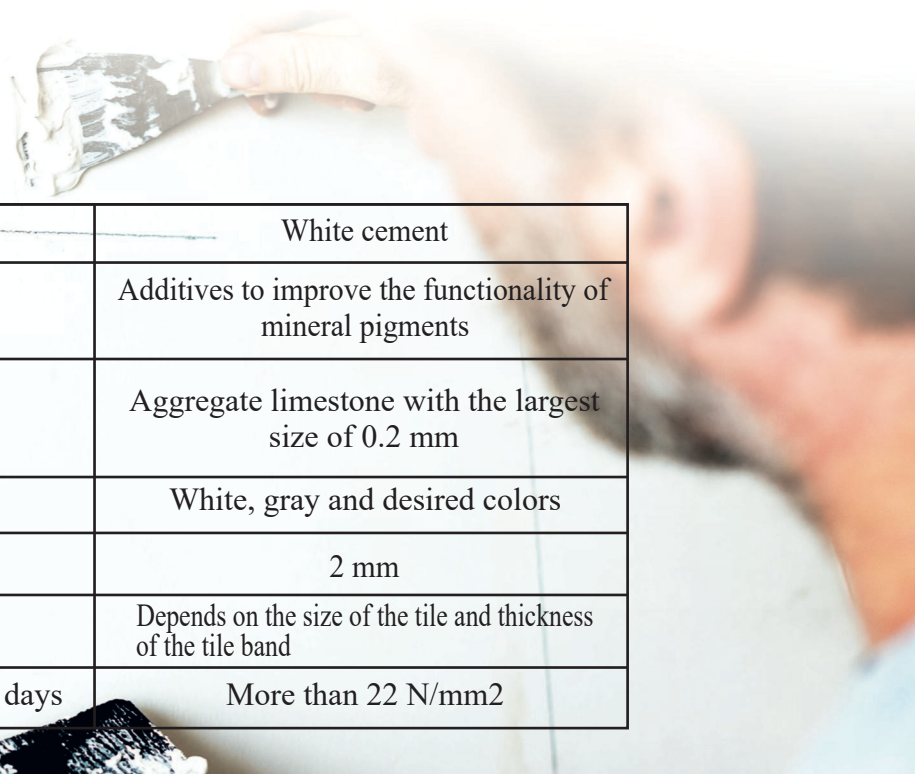 White cement
Additives to improve the functionality of
mineral pigments
Aggregate limestone with the largest
size of 0.2 mm
White, gray and desired colors
2 mm
Depends on the size of the tile and thickness
of the tile band
days More than 22 N/mm2